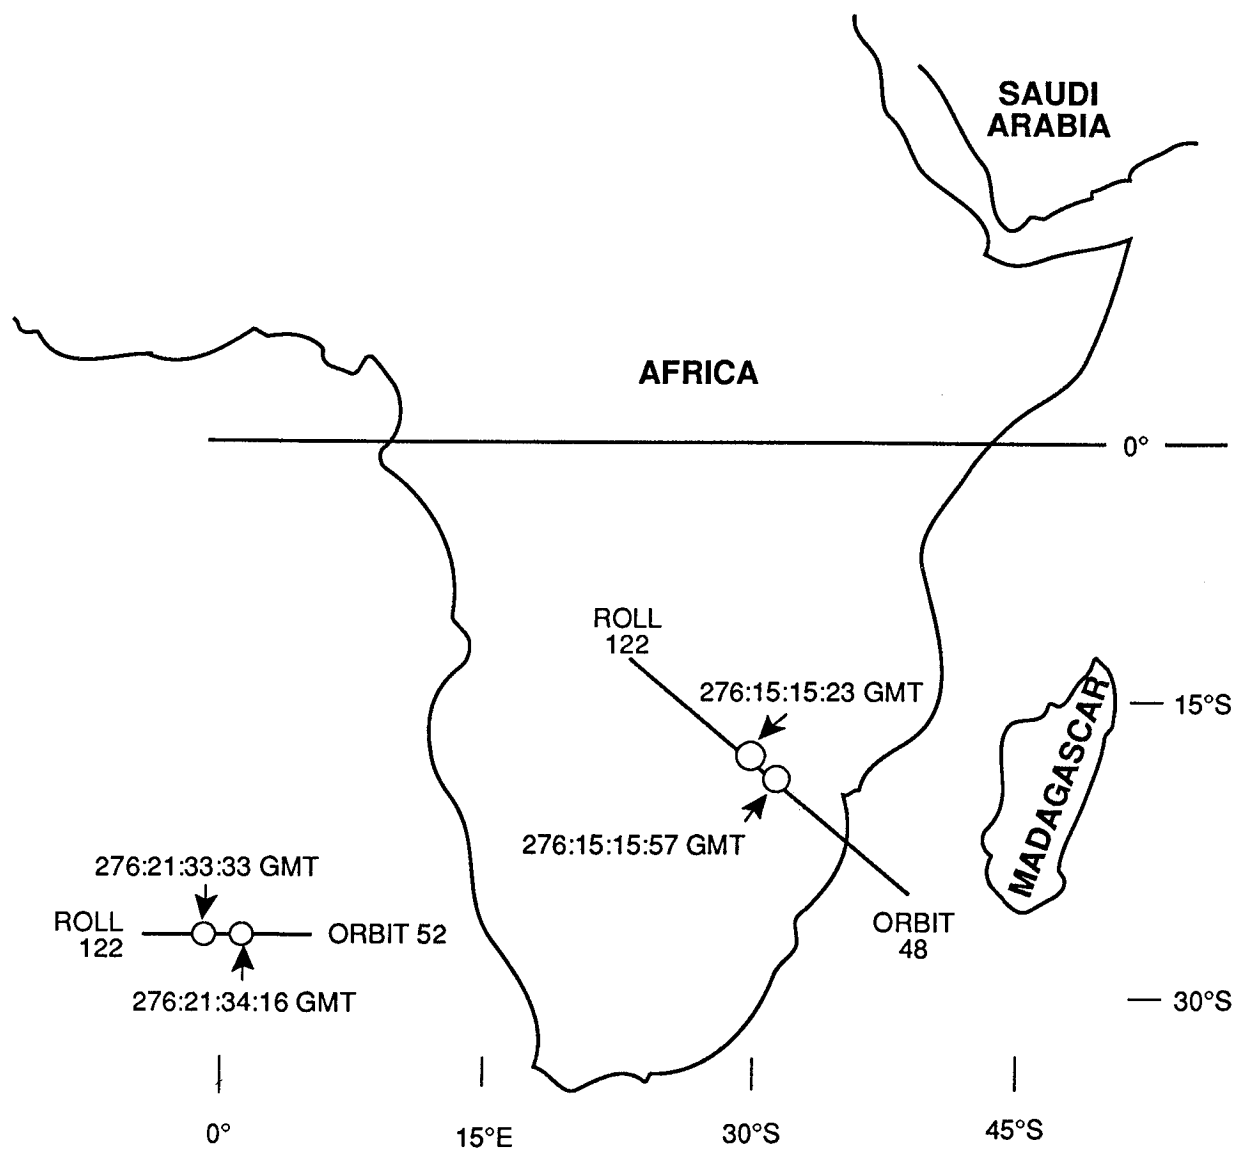 SAUDI
ARABIA
AFRICA
0°
ROLL
122
276:15:15:23 GMT
15°S
MADAGASCAR
276:15:15:57 GMT
276:21:33:33 GMT
ROLL
122
ORBIT 52
ORBIT
48
276:21:34:16 GMT
30°S
0°
15°E
30°S
45°S